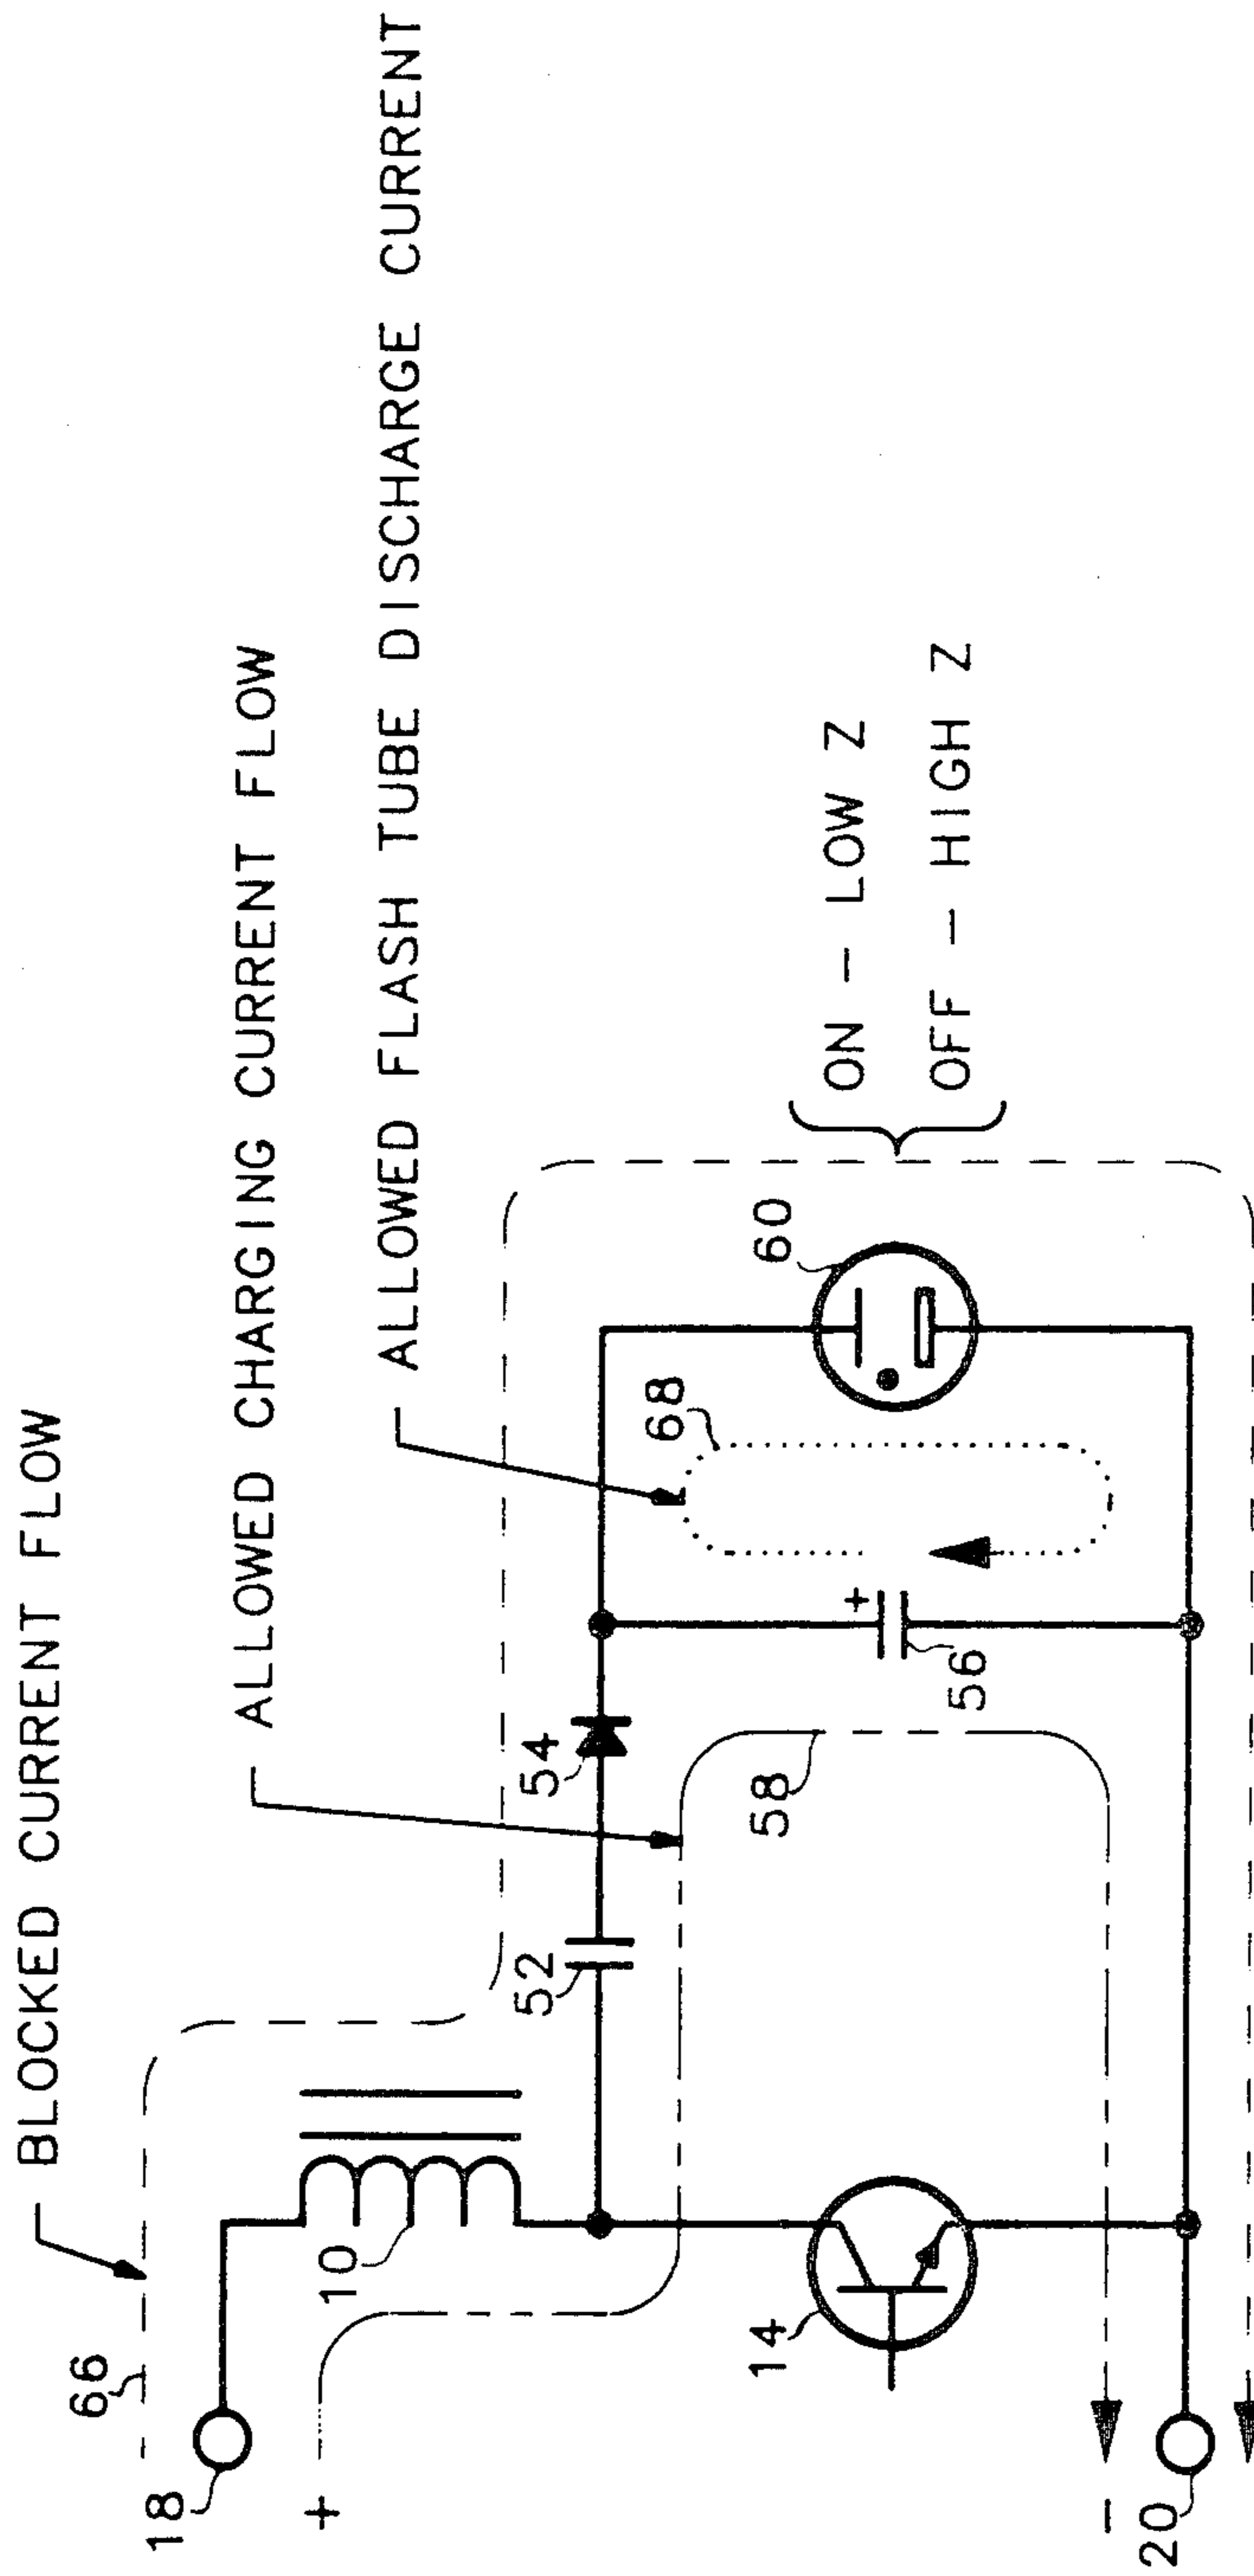 BLOCKED CURRENT FLOW
ALLOWED CHARGING CURRENT FLOW
ALLOWED FLASH TUBE DISCHARGE CURRENT
66
18
+
10
52
54
58
68
60
+
56
14
ON – LOW Z
OFF – HIGH Z
–
20